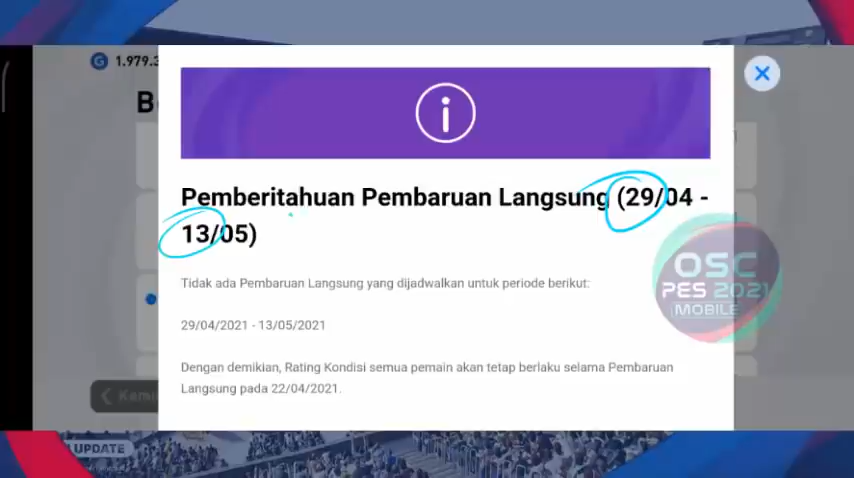 1.979.3
B
Pemberitahuan Pembaruan Langsung (29/04 -
13/05)
Tidak ada Pembaruan Langsung yang dijadwalkan untuk periode berikut:
29/04/2021 - 13/05/2021
Dengan demikian, Rating Kondisi semua pemain akan tetap berlaku selama Pembaruan
Langsung pada 22/04/2021.
OSC
PES 2021
MOBILE
UPDATE